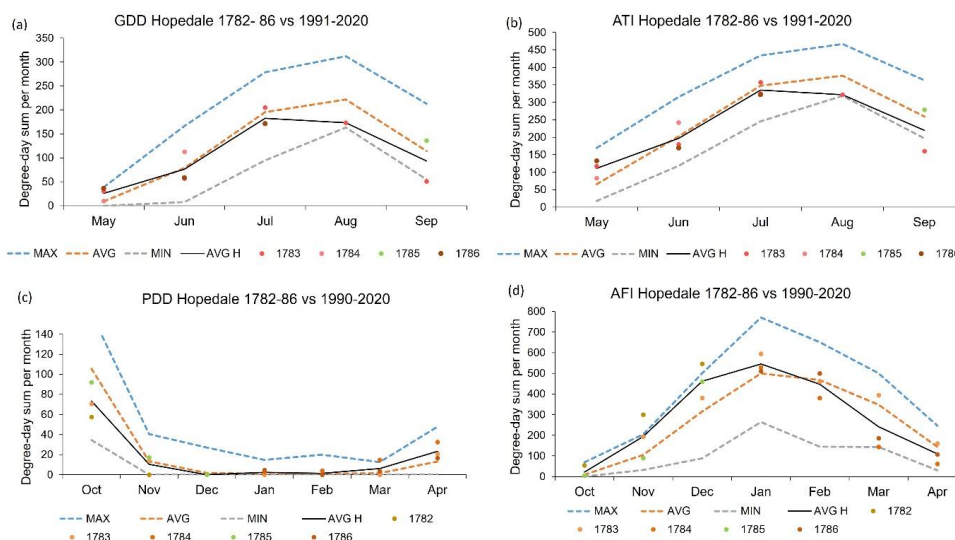 (a)
GDD Hopedale 1782- 86 vs 1991-2020
Degree-day sum per month
350
300
250
200
150
100
50
0
May Jun Jul Aug Sep
MAX AVG MIN AVG H 1783 1784 1785 1786
(b)
ATI Hopedale 1782-86 vs 1991-2020
Degree-day sum per month
500
450
400
350
300
250
200
150
100
50
0
May Jun Jul Aug Sep
MAX AVG MIN AVG H 1783 1784 1785 1786
(c)
PDD Hopedale 1782-86 vs 1990-2020
Degree-day sum per month
140
120
100
80
60
40
20
0
Oct Nov Dec Jan Feb Mar Apr
MAX AVG MIN AVG H 1782
1783 1784 1785 1786
(d)
AFI Hopedale 1782-86 vs 1990-2020
Degree-day sum per month
800
700
600
500
400
300
200
100
0
Oct Nov Dec Jan Feb Mar Apr
MAX AVG MIN AVG H 1782
1783 1784 1785 1786